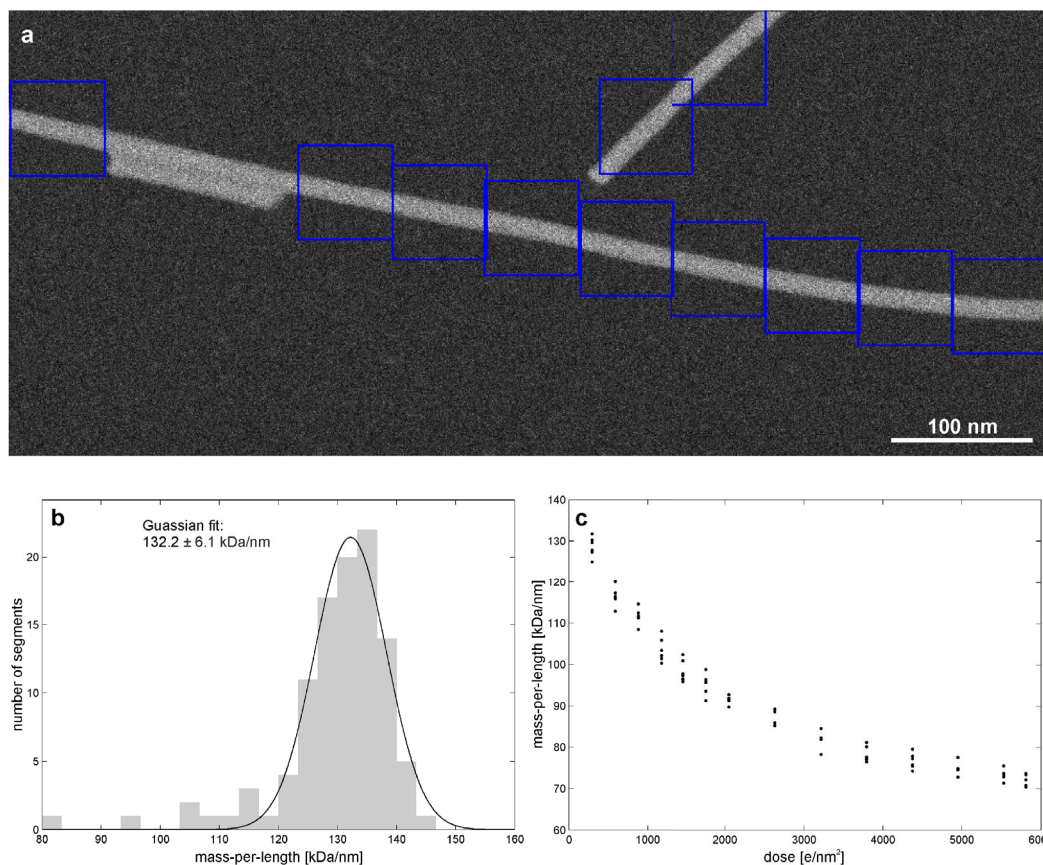 a
100 nm
b
Guassian fit:
132.2 ± 6.1 kDa/nm
number of segments
20
15
10
5
0
80 90 100 110 120 130 140 150 160
mass-per-length [kDa/nm]
c
mass-per-length [kDa/nm]
140
130
120
110
100
90
80
70
60
0 1000 2000 3000 4000 5000 600
dose [e/nm²]